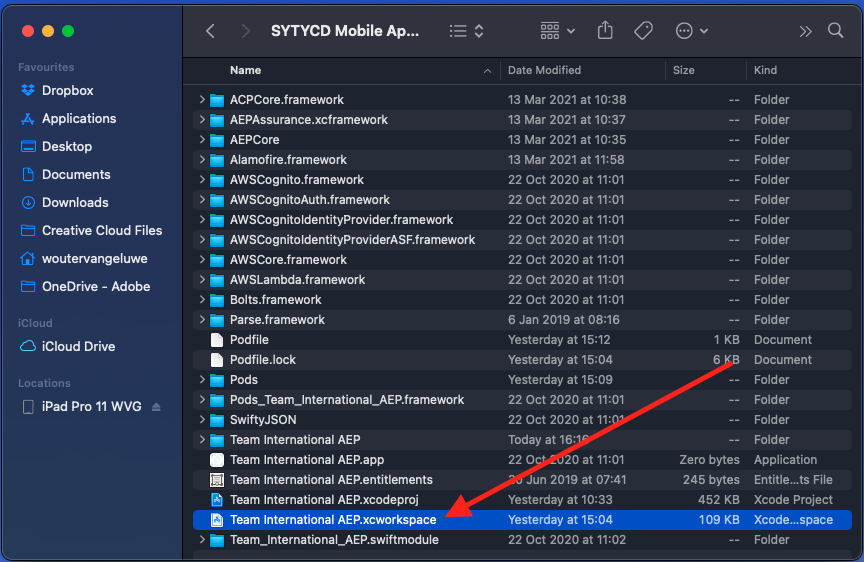 SYTYCD Mobile Ap...
Favourites
Dropbox
Applications
Desktop
Documents
Downloads
Creative Cloud Files
woutervangeluwe
OneDrive - Adobe
iCloud
iCloud Drive
Locations
iPad Pro 11 WVG
Name Date Modified Size Kind
ACPCore.framework 13 Mar 2021 at 10:38 -- Folder
AEPAssurance.xcframework 13 Mar 2021 at 10:37 -- Folder
AEPCore 13 Mar 2021 at 10:35 -- Folder
Alamofire.framework 13 Mar 2021 at 11:58 -- Folder
AWSCognito.framework 22 Oct 2020 at 11:01 -- Folder
AWSCognitoAuth.framework 22 Oct 2020 at 11:01 -- Folder
AWSCognitoIdentityProvider.framework 22 Oct 2020 at 11:01 -- Folder
AWSCognitoIdentityProviderASF.framework 22 Oct 2020 at 11:01 -- Folder
AWSCore.framework 22 Oct 2020 at 11:01 -- Folder
AWSLambda.framework 22 Oct 2020 at 11:01 -- Folder
Bolts.framework 22 Oct 2020 at 11:01 -- Folder
Parse.framework 6 Jan 2019 at 08:16 -- Folder
Podfile Yesterday at 15:12 1 KB Document
Podfile.lock Yesterday at 15:04 6 KB Document
Pods Yesterday at 15:09 -- Folder
Pods_Team_International_AEP.framework 22 Oct 2020 at 11:01 -- Folder
SwiftyJSON 22 Oct 2020 at 11:01 -- Folder
Team International AEP Today at 16:16 -- Folder
Team International AEP.app 22 Oct 2020 at 11:01 Zero bytes Application
Team International AEP.entitlements 20 Jun 2019 at 07:41 245 bytes Entitle...ts File
Team International AEP.xcodeproj Yesterday at 10:33 452 KB Xcode Project
Team International AEP.xcworkspace Yesterday at 15:04 109 KB Xcode...space
Team_International_AEP.swiftmodule 22 Oct 2020 at 11:02 -- Folder